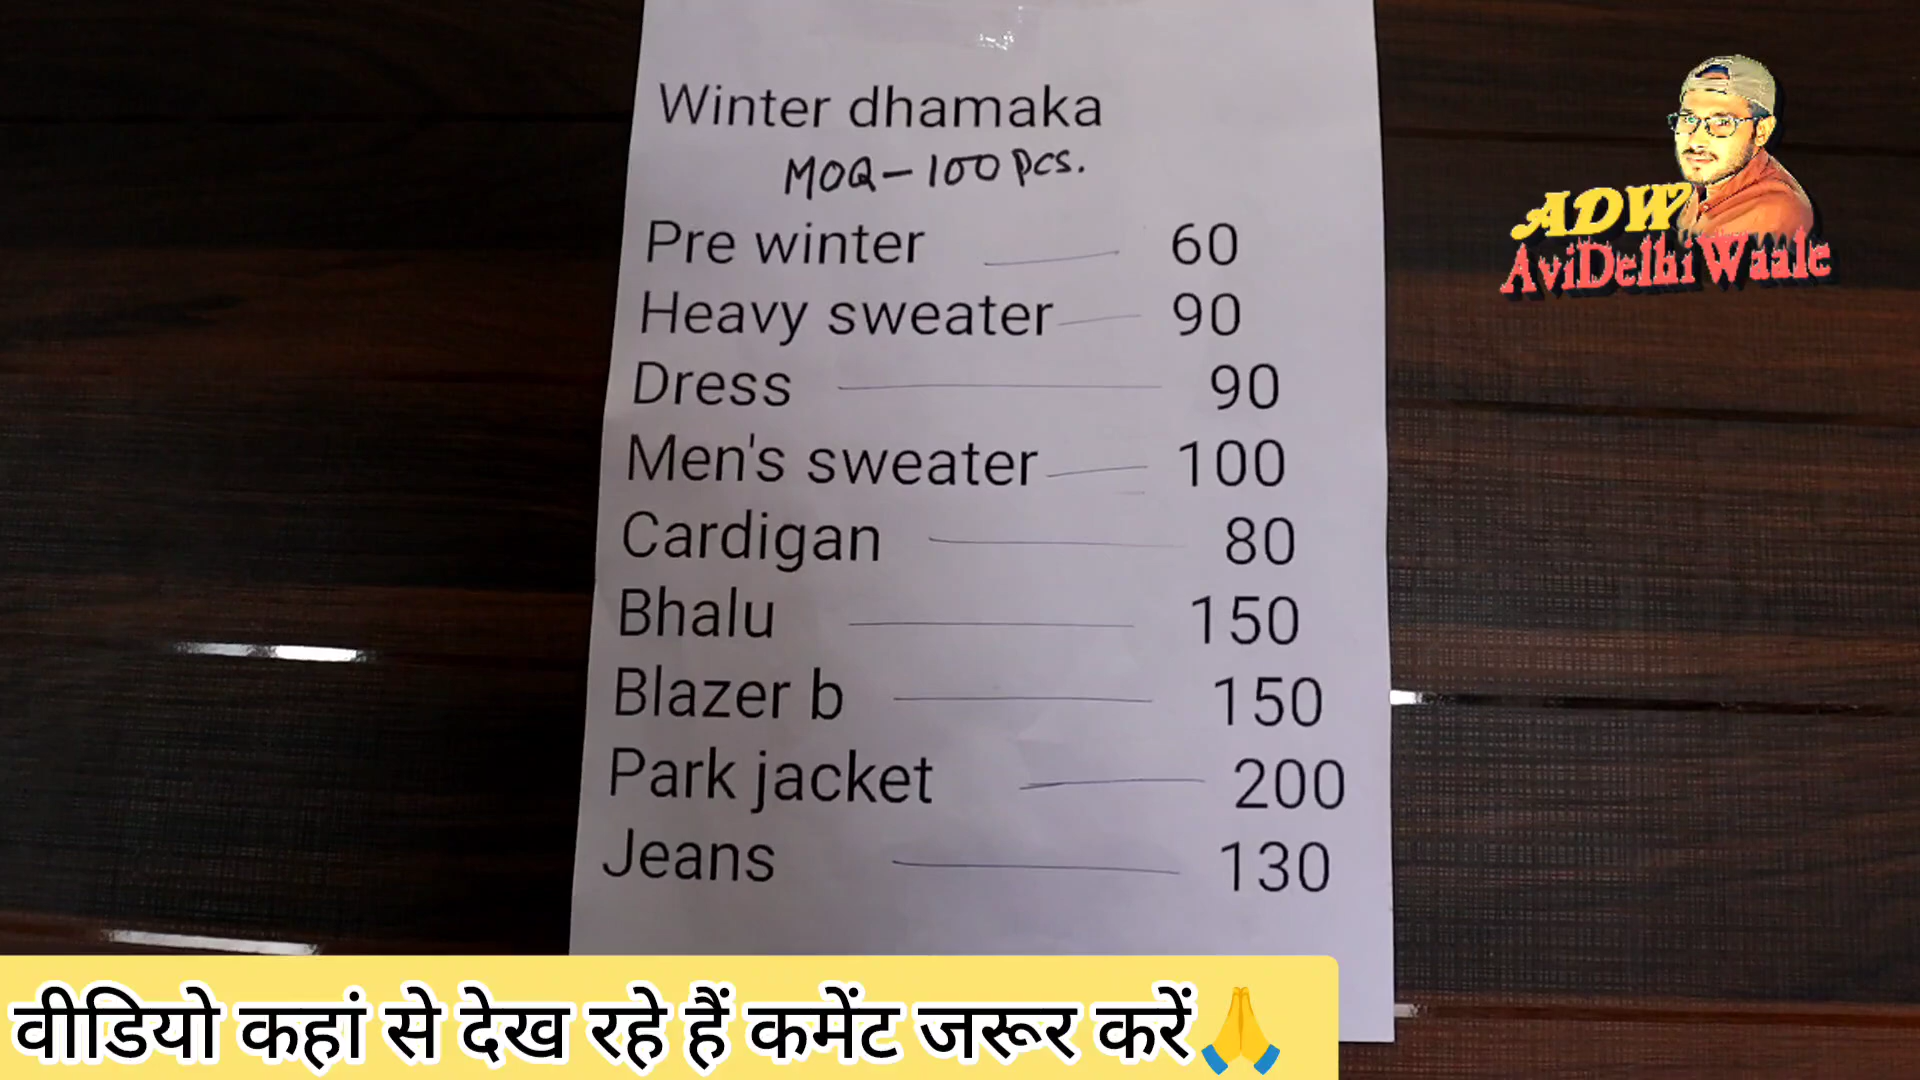 Winter dhamaka
MOQ-100 pcs.
Pre winter 60
Heavy sweater 90
Dress 90
Men's sweater 100
Cardigan 80
Bhalu 150
Blazer b 150
Park jacket 200
Jeans 130
ADW
AviDelhiWaale
वीडियो कहां से देख रहे हैं कमेंट जरूर करें🙏